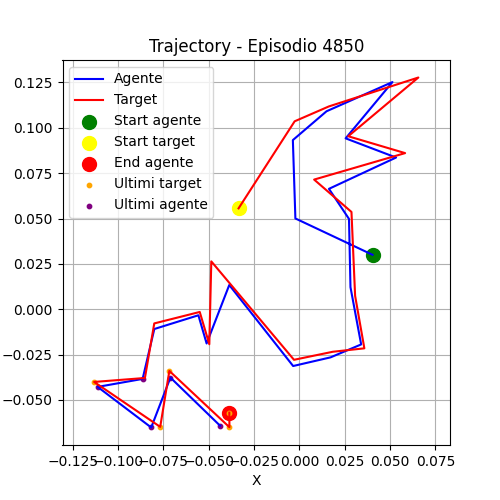 Trajectory - Episodio 4850
Agente
Target
Start agente
Start target
End agente
Ultimi target
Ultimi agente
0.125
0.100
0.075
0.050
0.025
0.000
−0.025
−0.050
−0.125 −0.100 −0.075 −0.050 −0.025 0.000 0.025 0.050 0.075
X